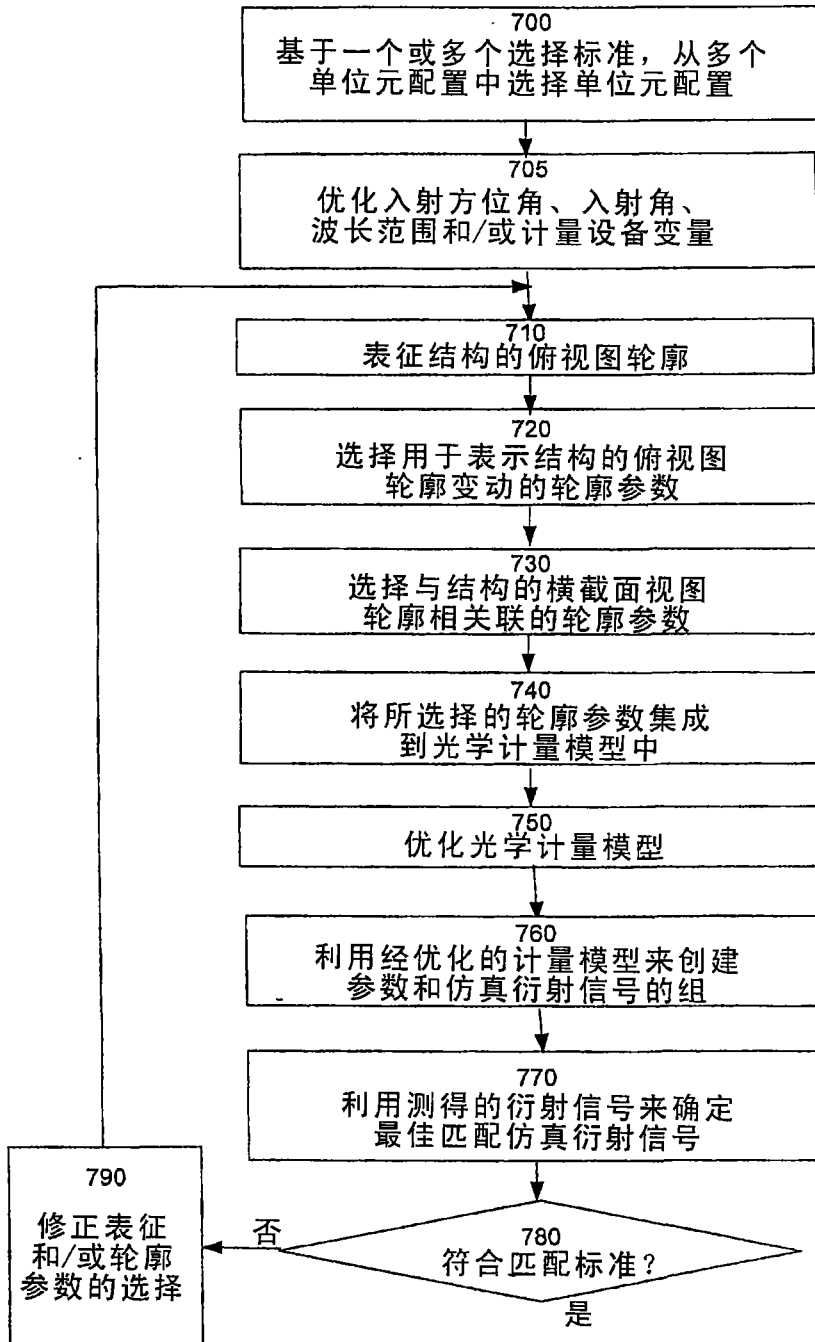 700
基于一个或多个选择标准，从多个
单位元配置中选择单位元配置
705
优化入射方位角、入射角、
波长范围和/或计量设备变量
710
表征结构的俯视图轮廓
720
选择用于表示结构的俯视图
轮廓变动的轮廓参数
730
选择与结构的横截面视图
轮廓相关联的轮廓参数
740
将所选择的轮廓参数集成
到光学计量模型中
750
优化光学计量模型
760
利用经优化的计量模型来创建
参数和仿真衍射信号的组
770
利用测得的衍射信号来确定
最佳匹配仿真衍射信号
780
符合匹配标准？
否
是
790
修正表征
和/或轮廓
参数的选择